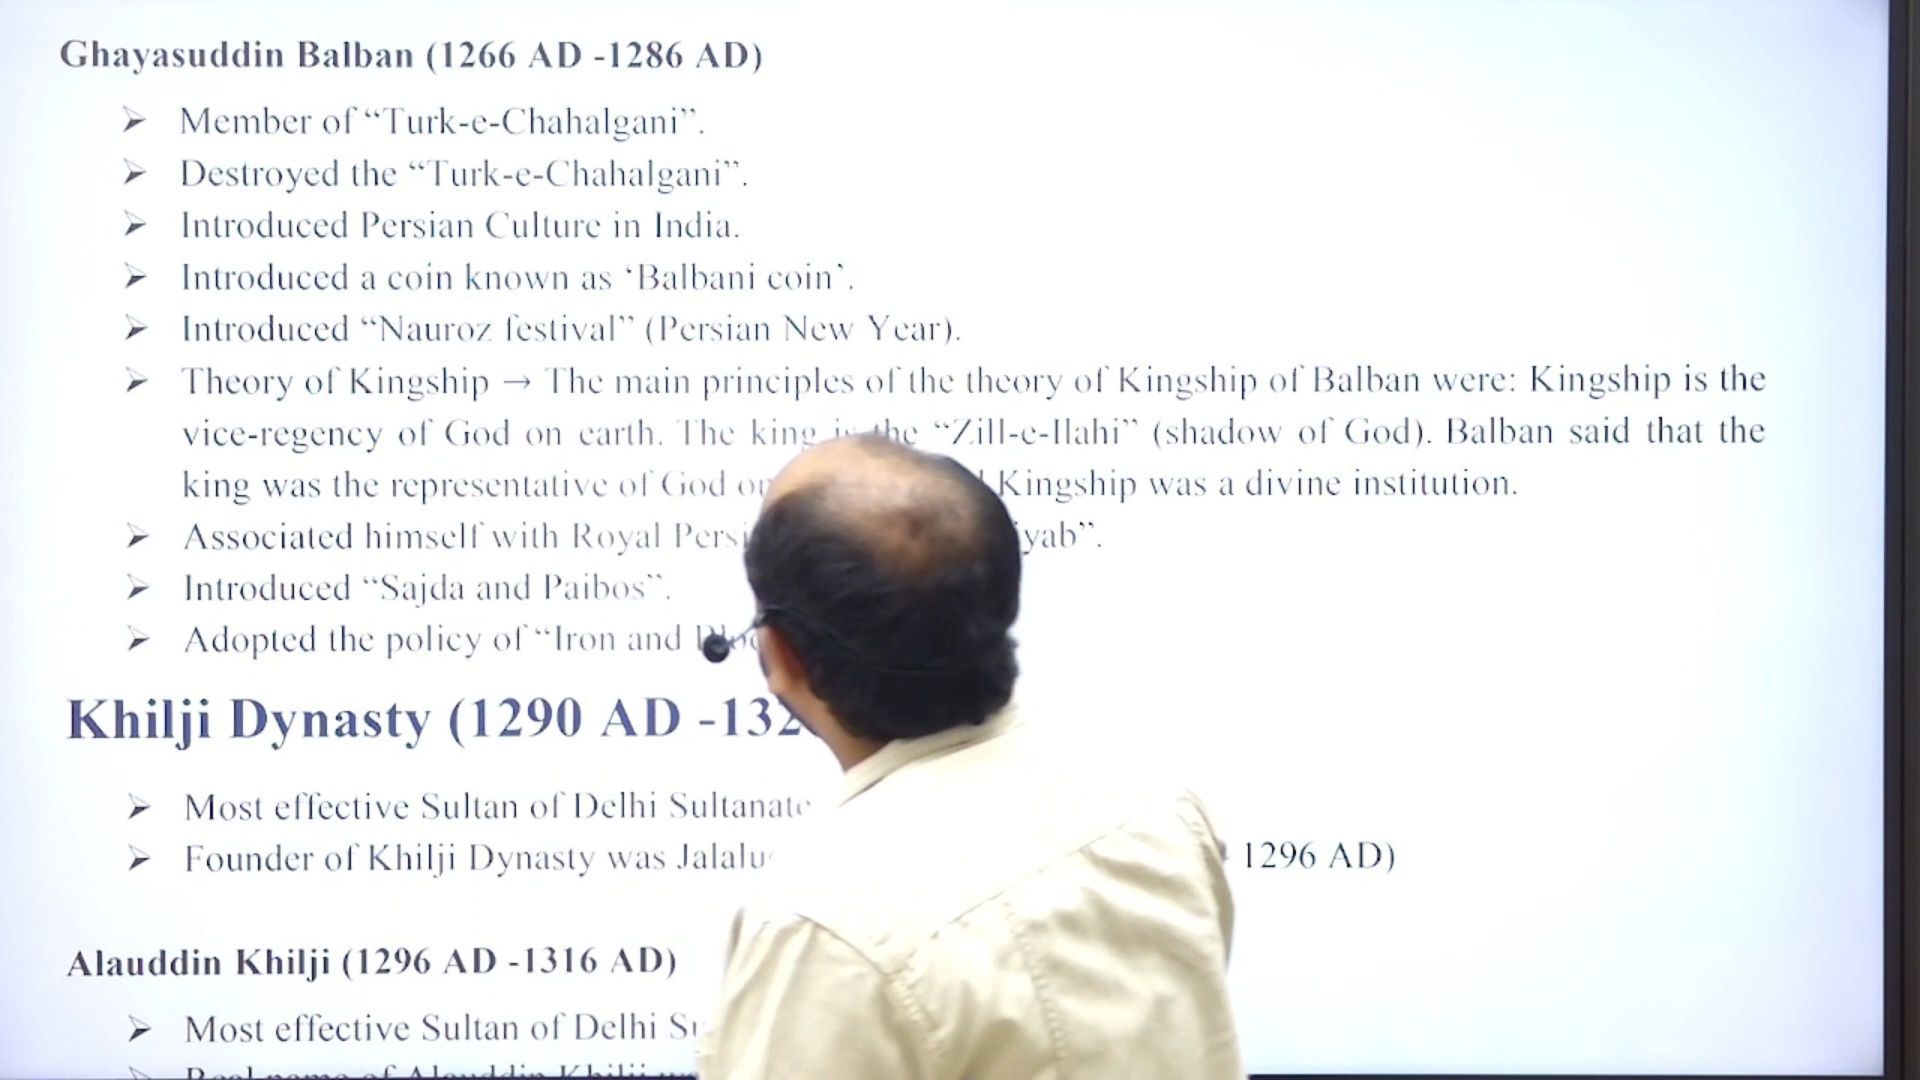 Ghayasuddin Balban (1266 AD -1286 AD)
➢ Member of “Turk-e-Chahalgani”.
➢ Destroyed the “Turk-e-Chahalgani”.
➢ Introduced Persian Culture in India.
➢ Introduced a coin known as ‘Balbani coin’.
➢ Introduced “Nauroz festival” (Persian New Year).
➢ Theory of Kingship → The main principles of the theory of Kingship of Balban were: Kingship is the
vice-regency of God on earth. The king is the “Zill-e-Ilahi” (shadow of God). Balban said that the
king was the representative of God Kingship was a divine institution.
➢ Associated himself with Royal
➢ Introduced “Sajda and Paibos”.
➢ Adopted the policy of “Iron and
Khilji Dynasty (1290 AD
➢ Most effective Sultan of Delhi Sultanate
➢ Founder of Khilji Dynasty was 1296 AD)
Alauddin Khilji (1296 AD -1316 AD)
➢ Most effective Sultan of Delhi